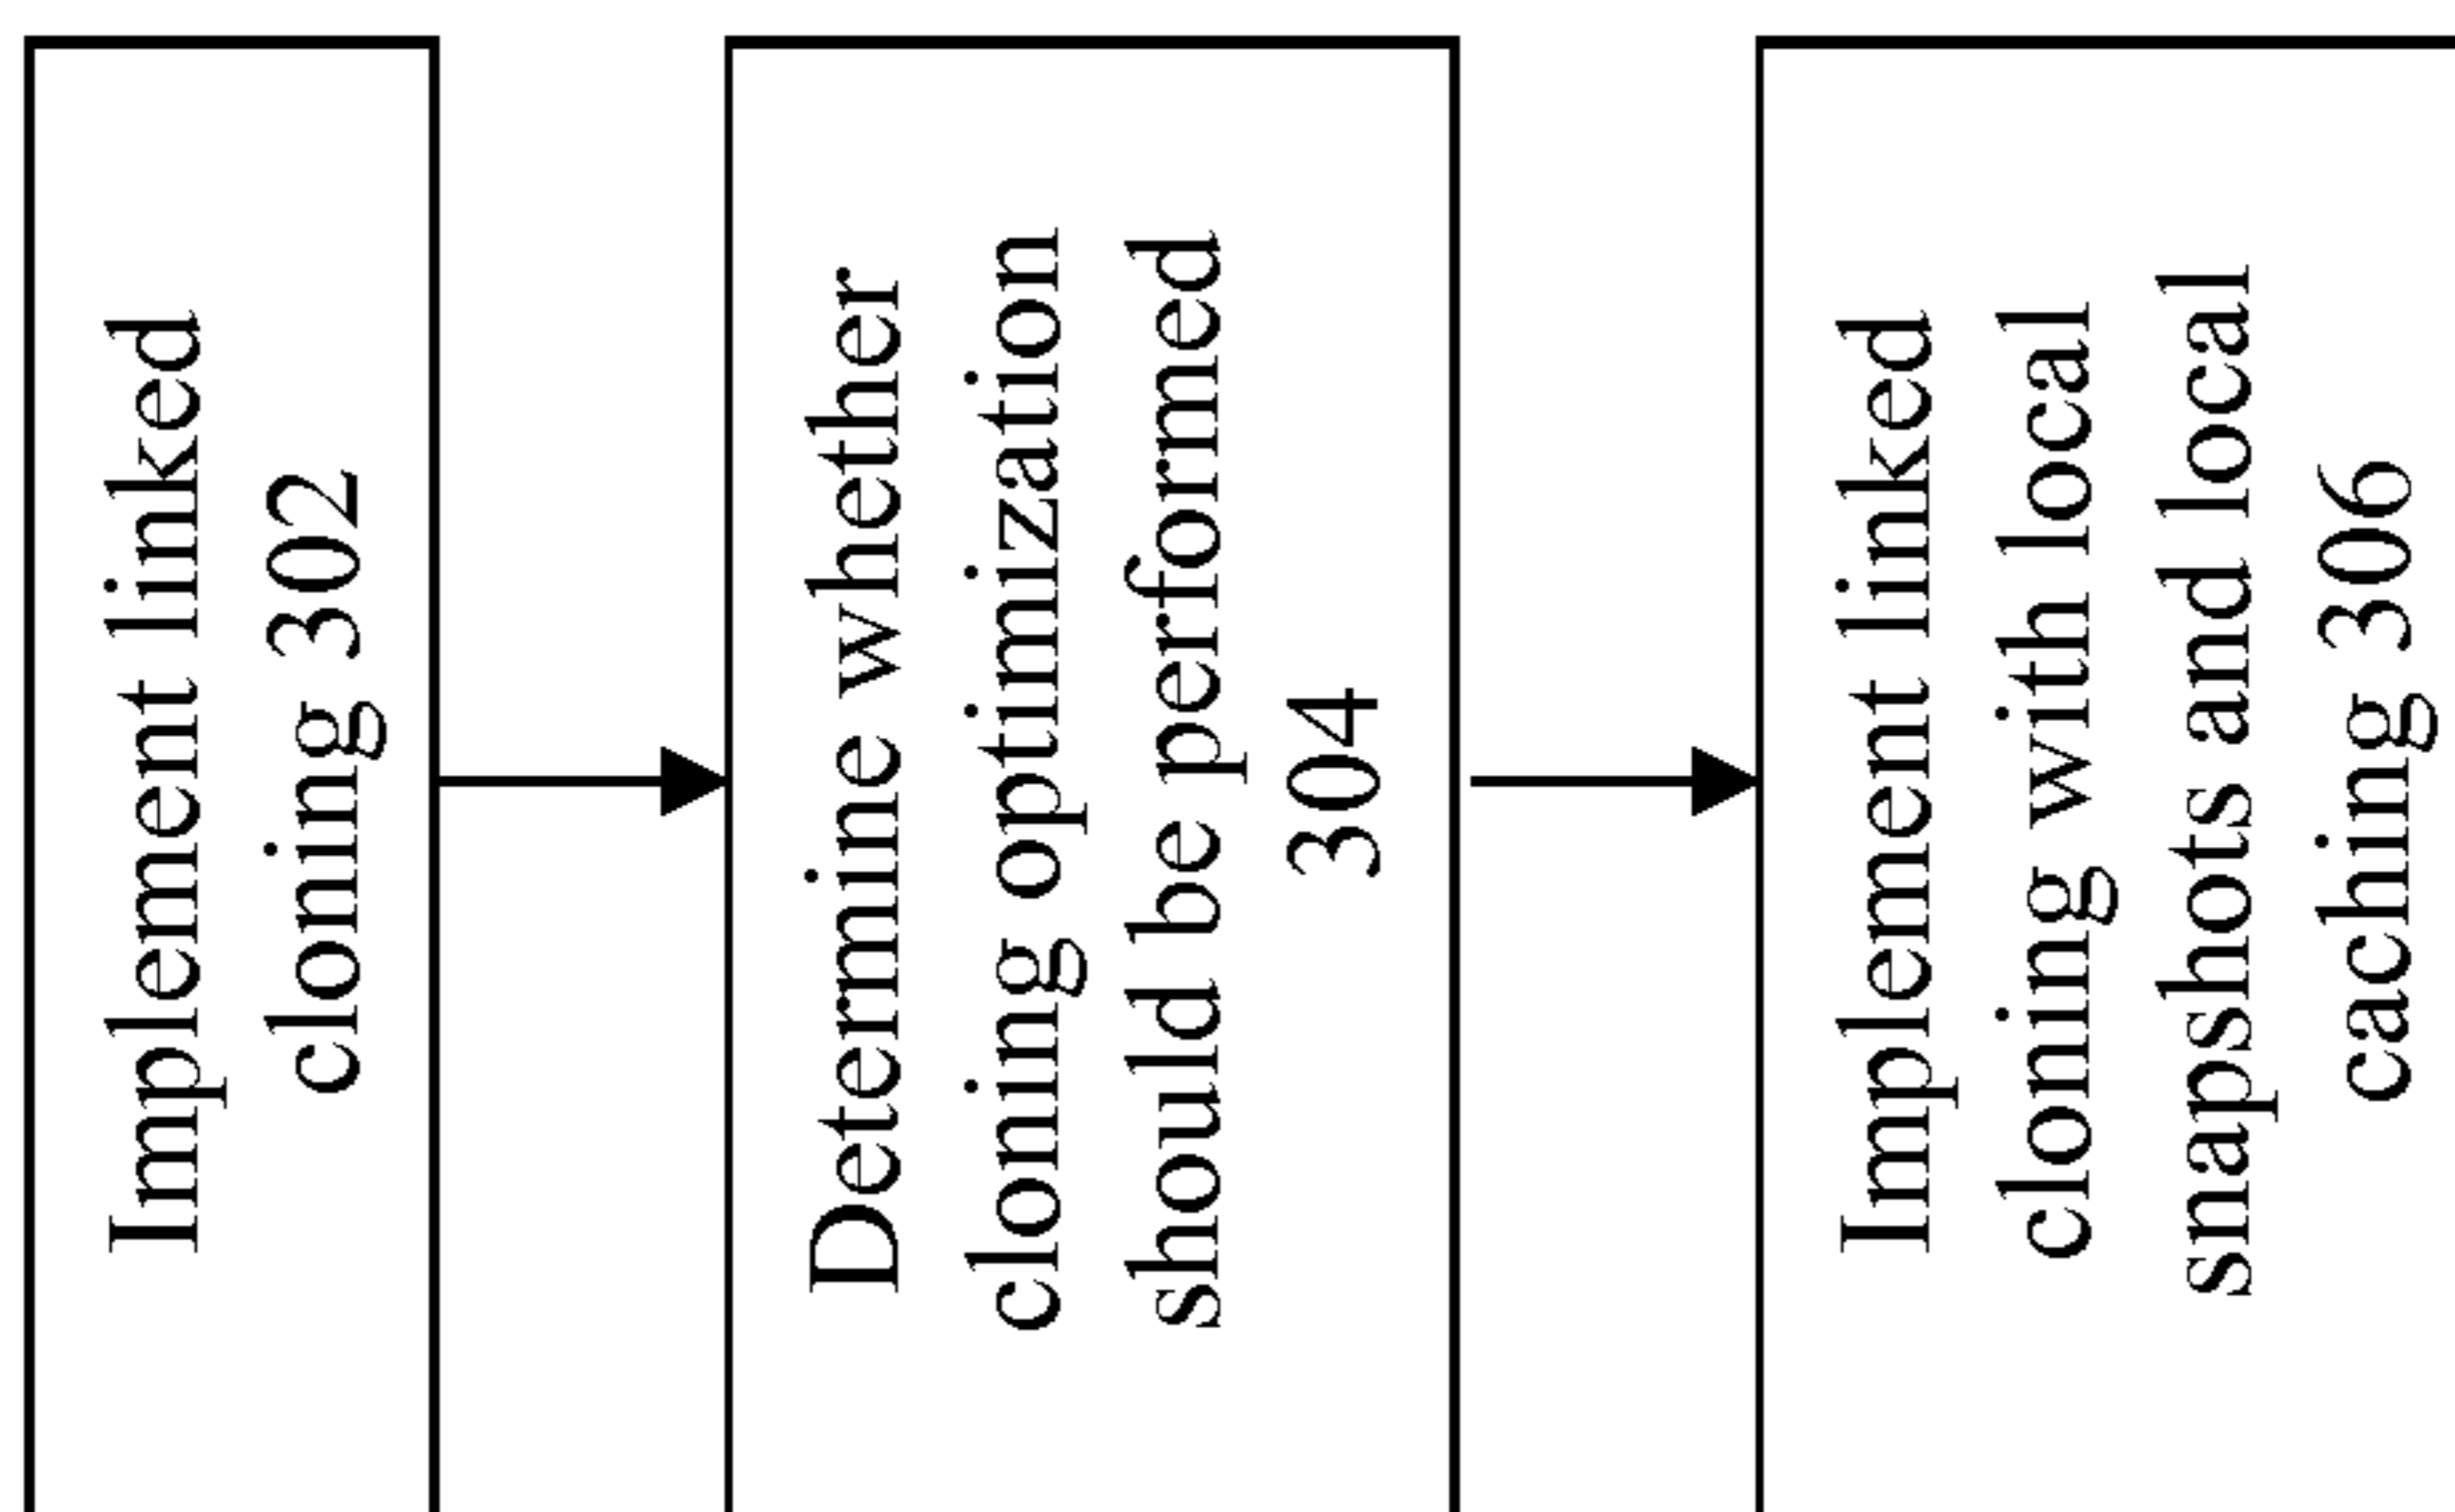 Implement linked
cloning 302
Determine whether
cloning optimization
should be performed
304
Implement linked
cloning with local
snapshots and local
caching 306